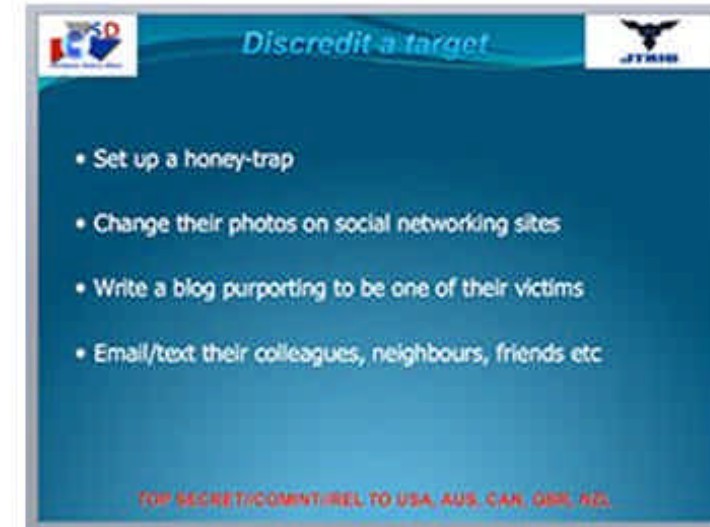 Discredit a target
JTRIG
• Set up a honey-trap
• Change their photos on social networking sites
• Write a blog purporting to be one of their victims
• Email/text their colleagues, neighbours, friends etc
TOP SECRET//COMINT//REL TO USA, AUS, CAN, GBR, NZL